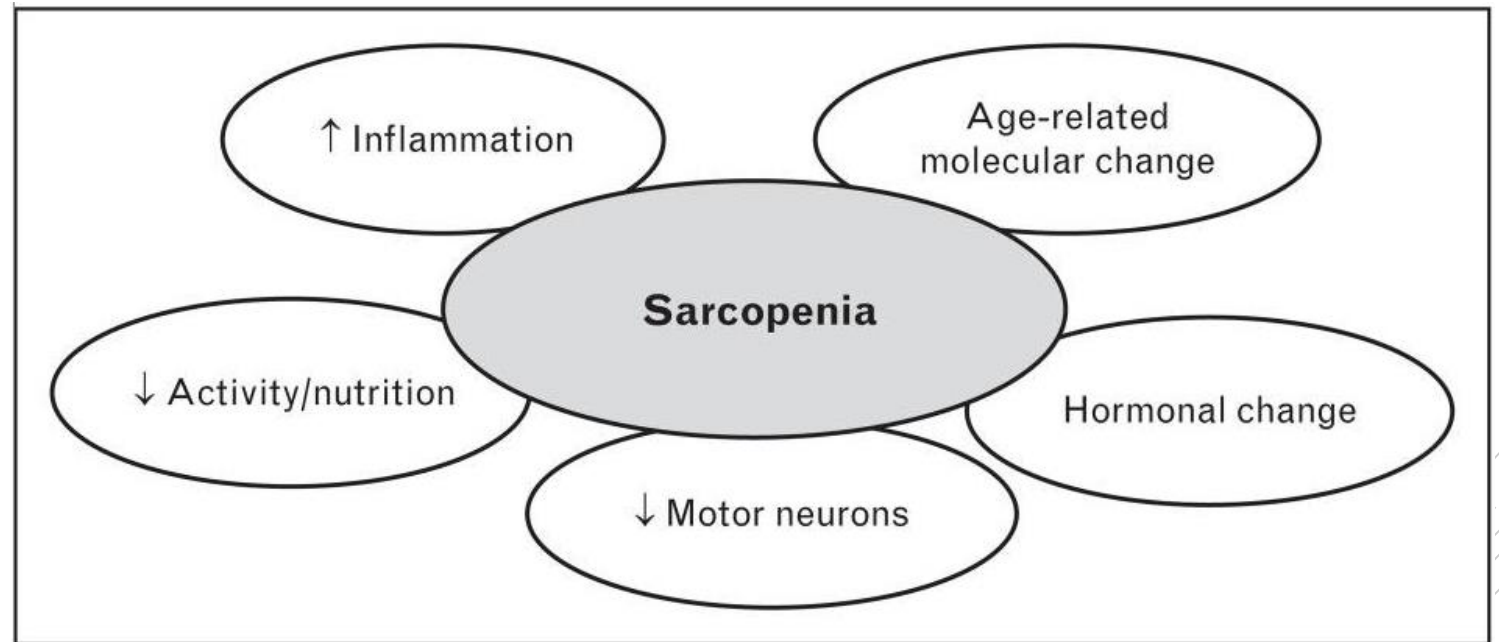 ↑ Inflammation
Age-related
molecular change
Sarcopenia
↓ Activity/nutrition
Hormonal change
↓ Motor neurons